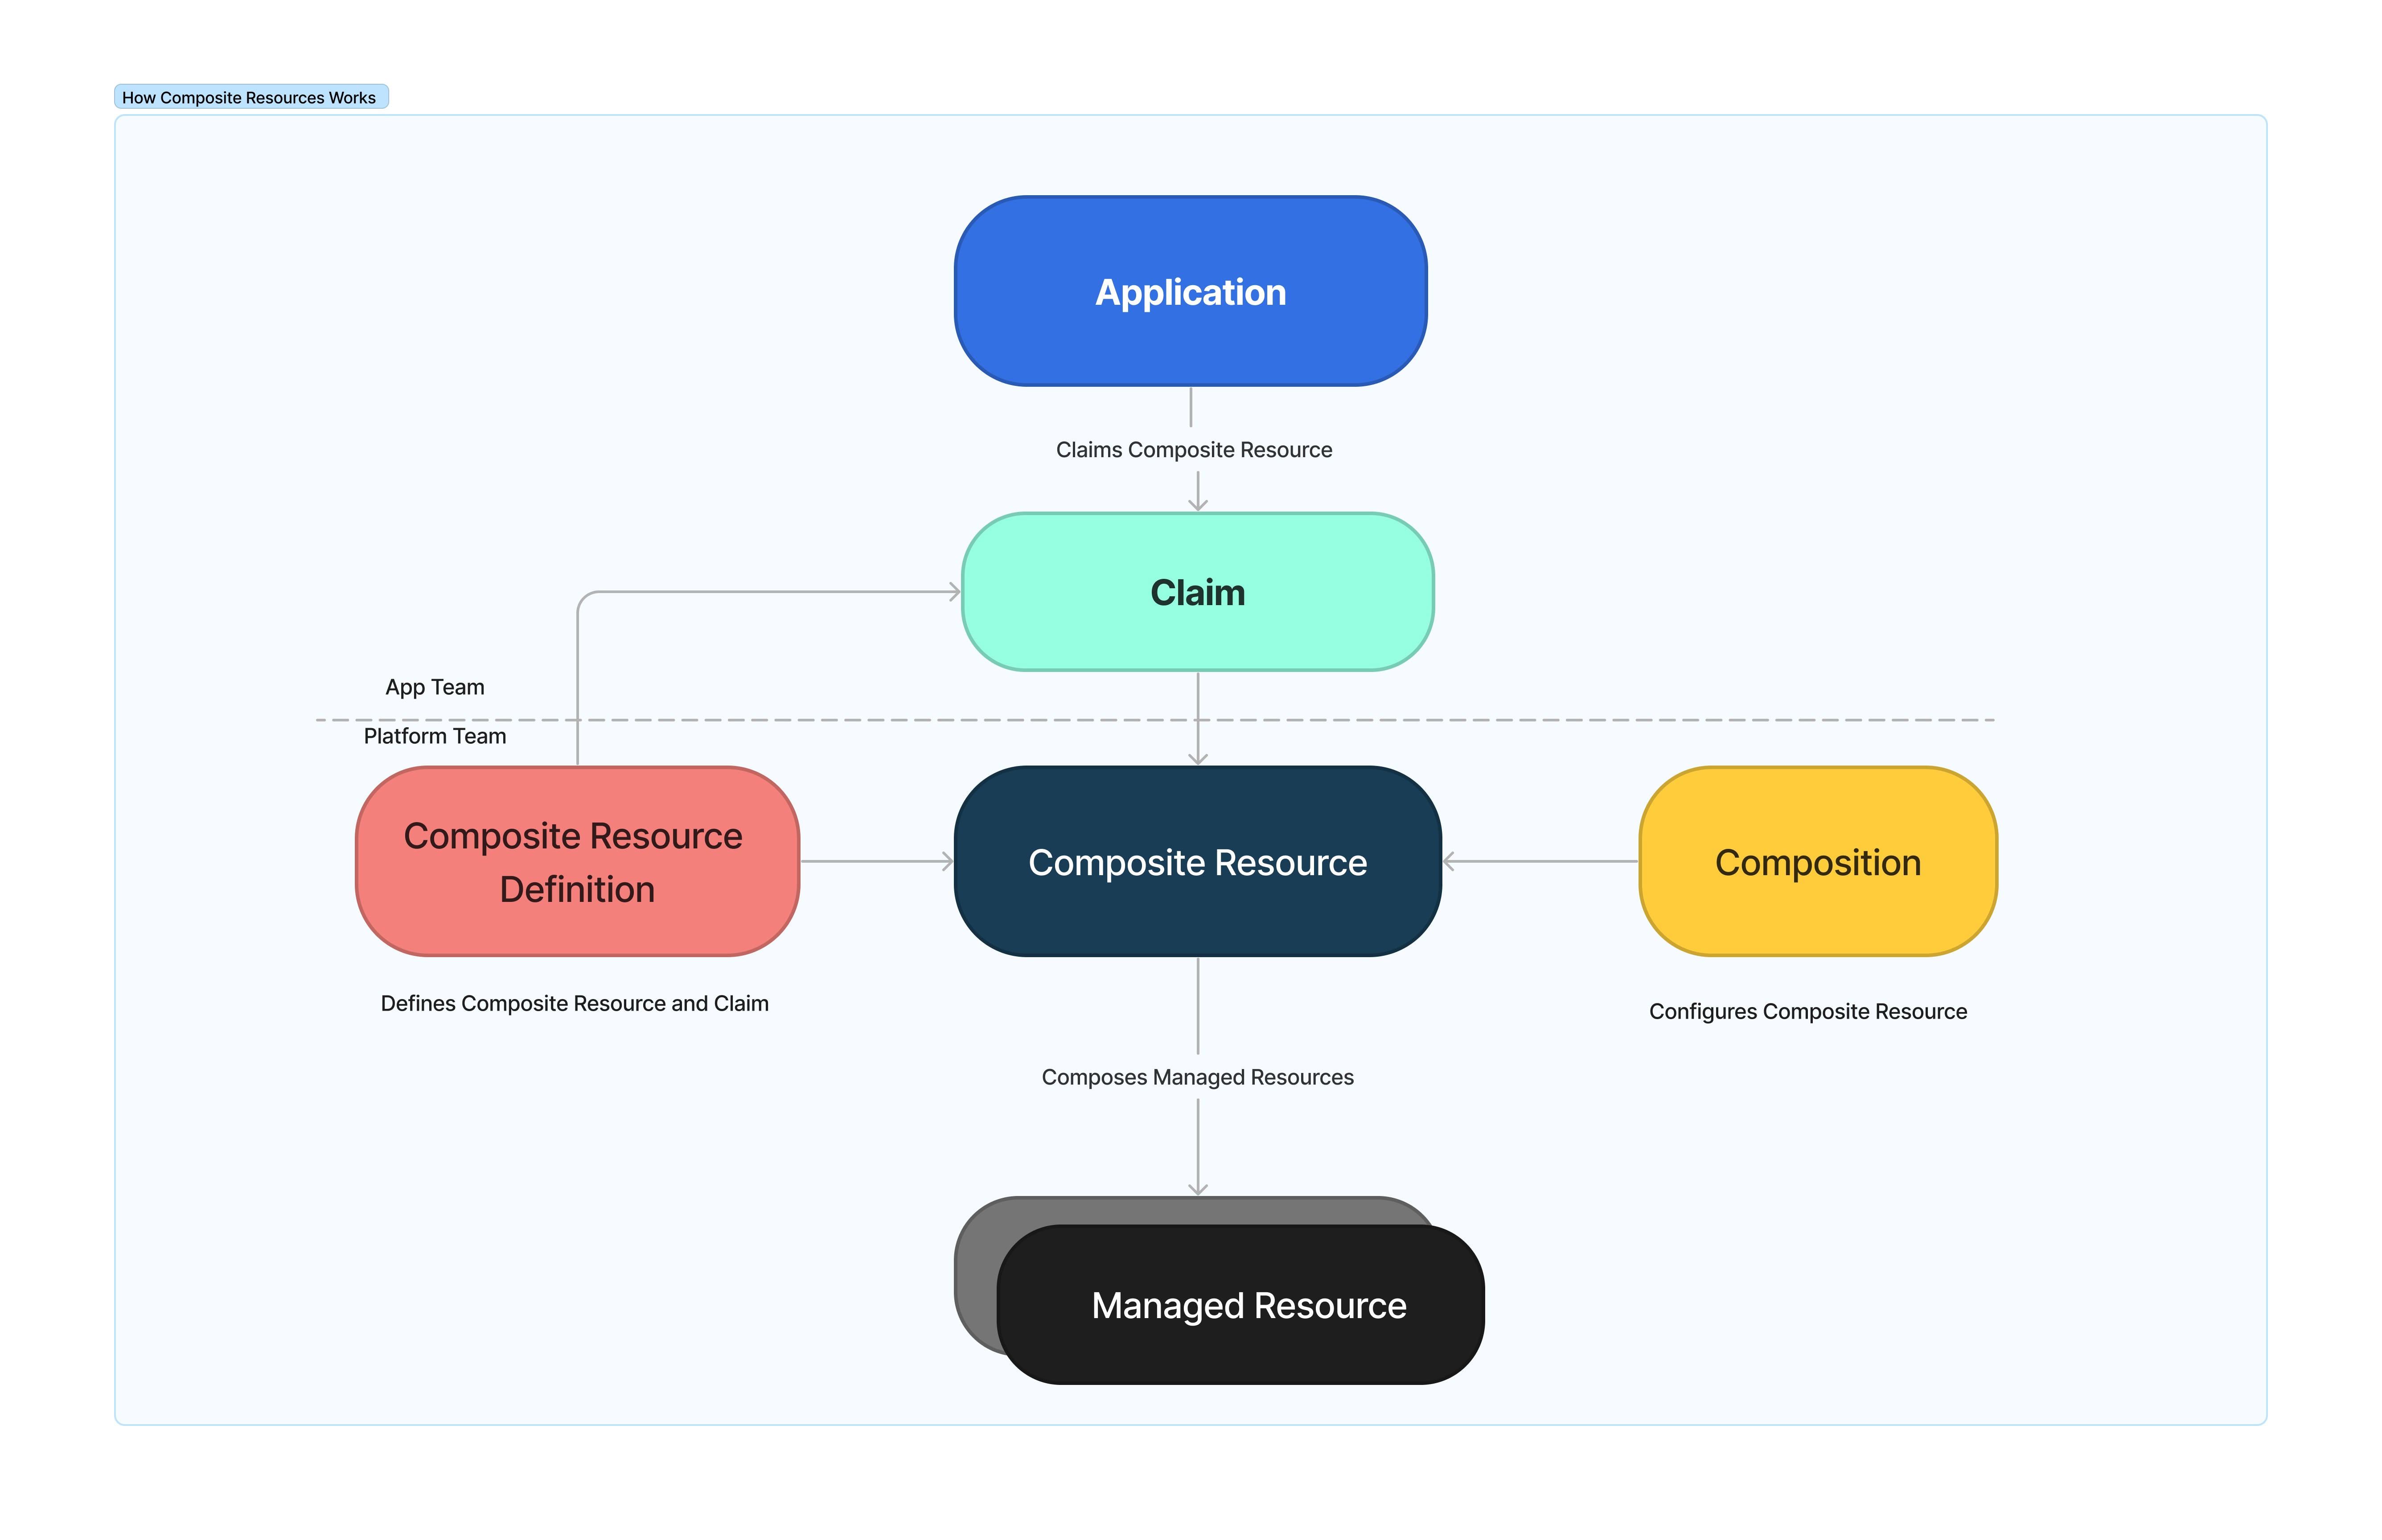 How Composite Resources Works
Application
Claims Composite Resource
Claim
App Team
Platform Team
Composite Resource
Definition
Composite Resource
Composition
Defines Composite Resource and Claim
Configures Composite Resource
Composes Managed Resources
Managed Resource